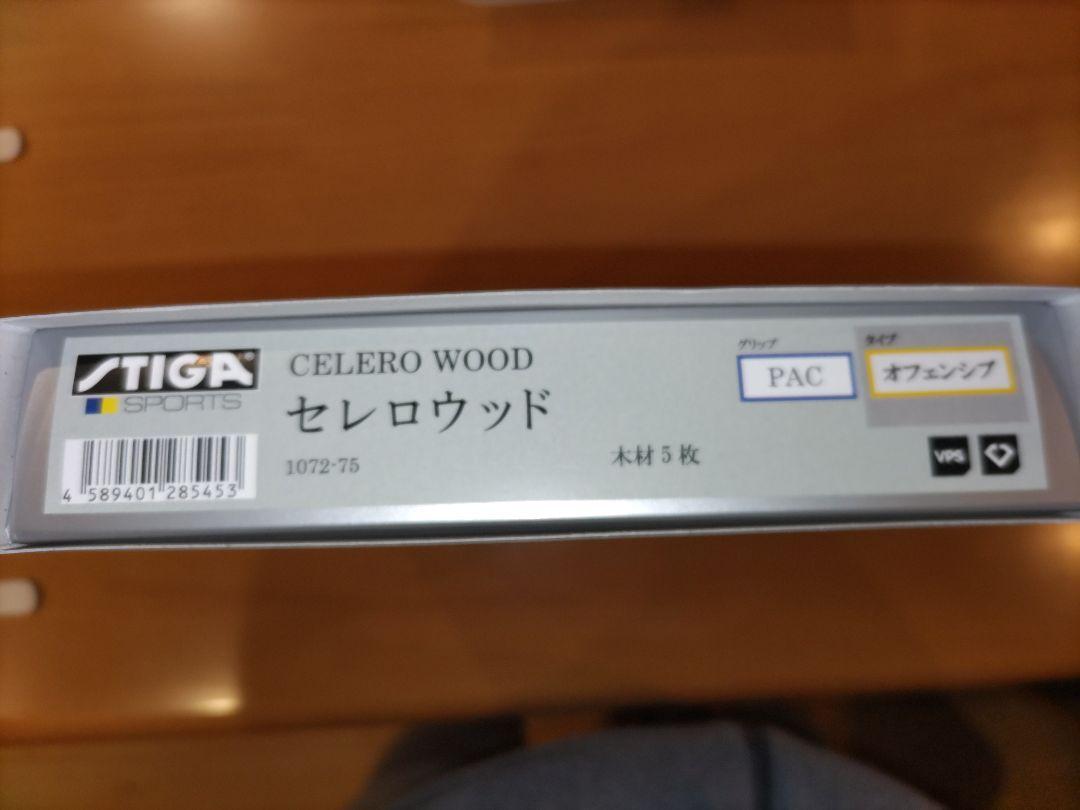 STIGA®
SPORTS
4 589401 285453
CELERO WOOD
セレロウッド
1072-75
木材 5 枚
グリップ
PAC
タイプ
オフェンシブ
VPS